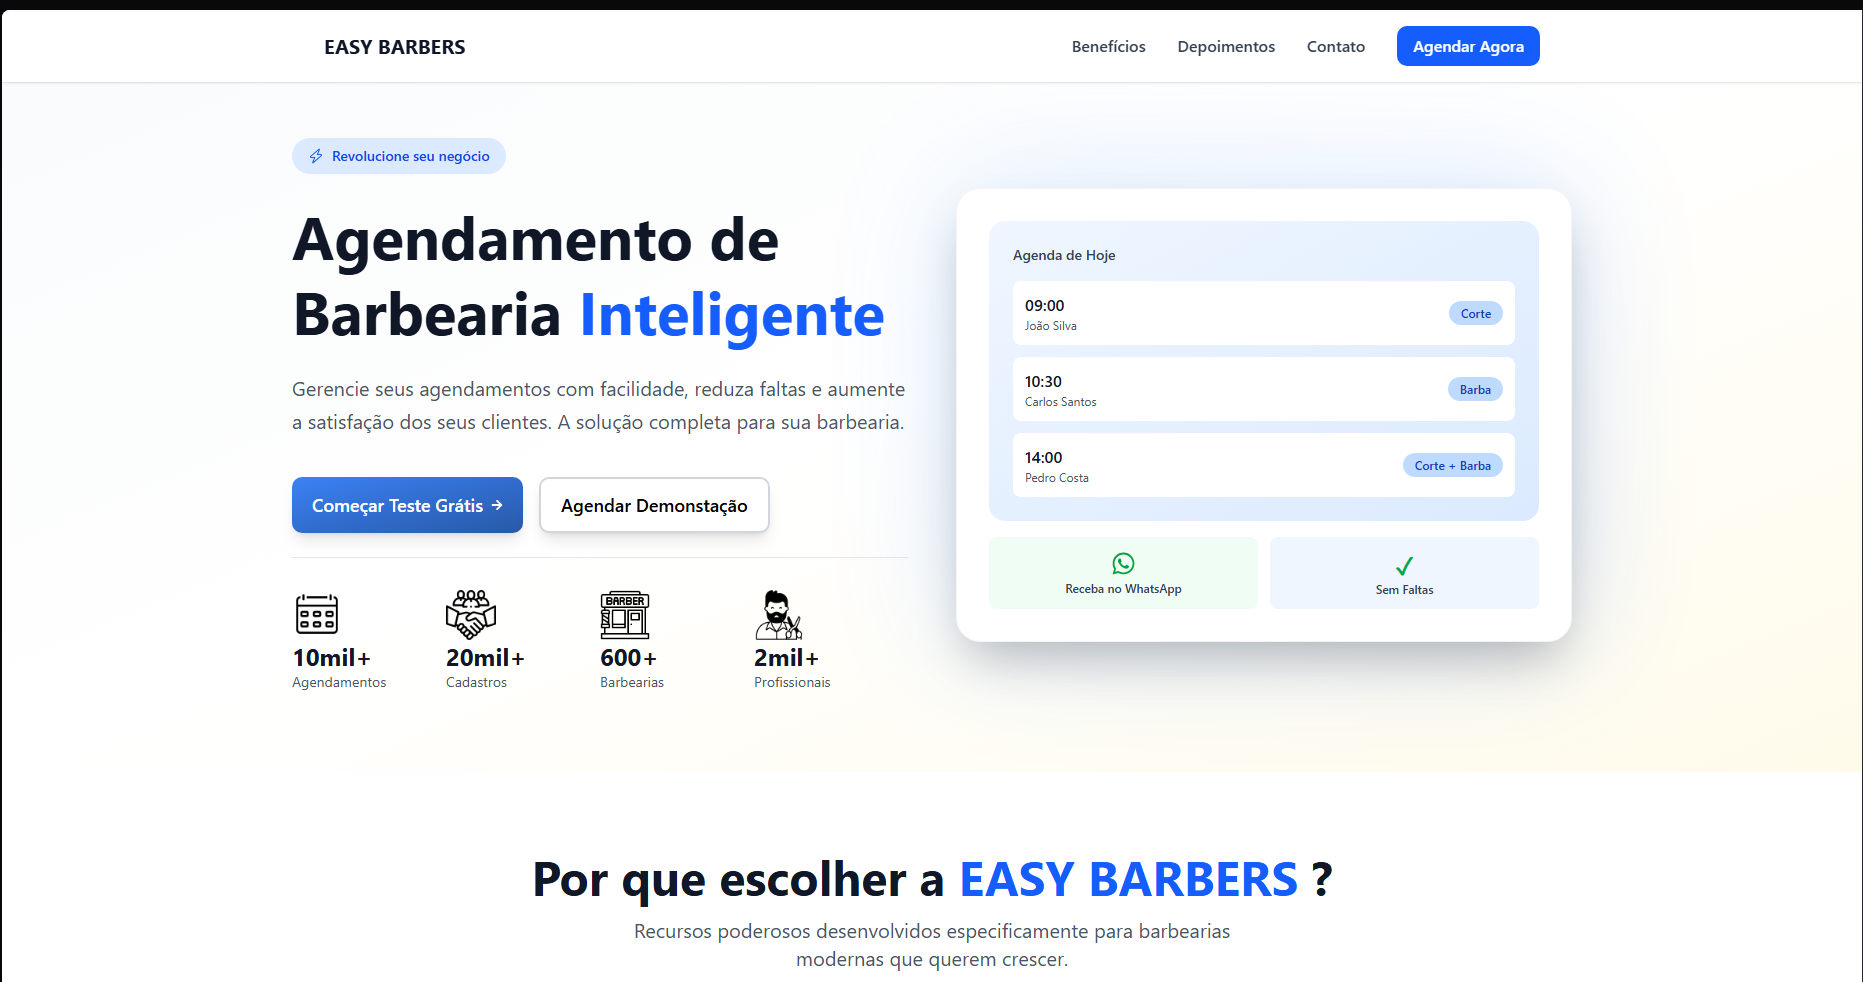 EASY BARBERS
Benefícios
Depoimentos
Contato
Agendar Agora
Revolucione seu negócio
Agendamento de
Barbearia Inteligente
Gerencie seus agendamentos com facilidade, reduza faltas e aumente
a satisfação dos seus clientes. A solução completa para sua barbearia.
Começar Teste Grátis →
Agendar Demonstação
BARBER
10mil+
Agendamentos
20mil+
Cadastros
600+
Barbearias
2mil+
Profissionais
Agenda de Hoje
09:00
João Silva
Corte
10:30
Carlos Santos
Barba
14:00
Pedro Costa
Corte + Barba
Receba no WhatsApp
Sem Faltas
Por que escolher a EASY BARBERS ?
Recursos poderosos desenvolvidos especificamente para barbearias
modernas que querem crescer.